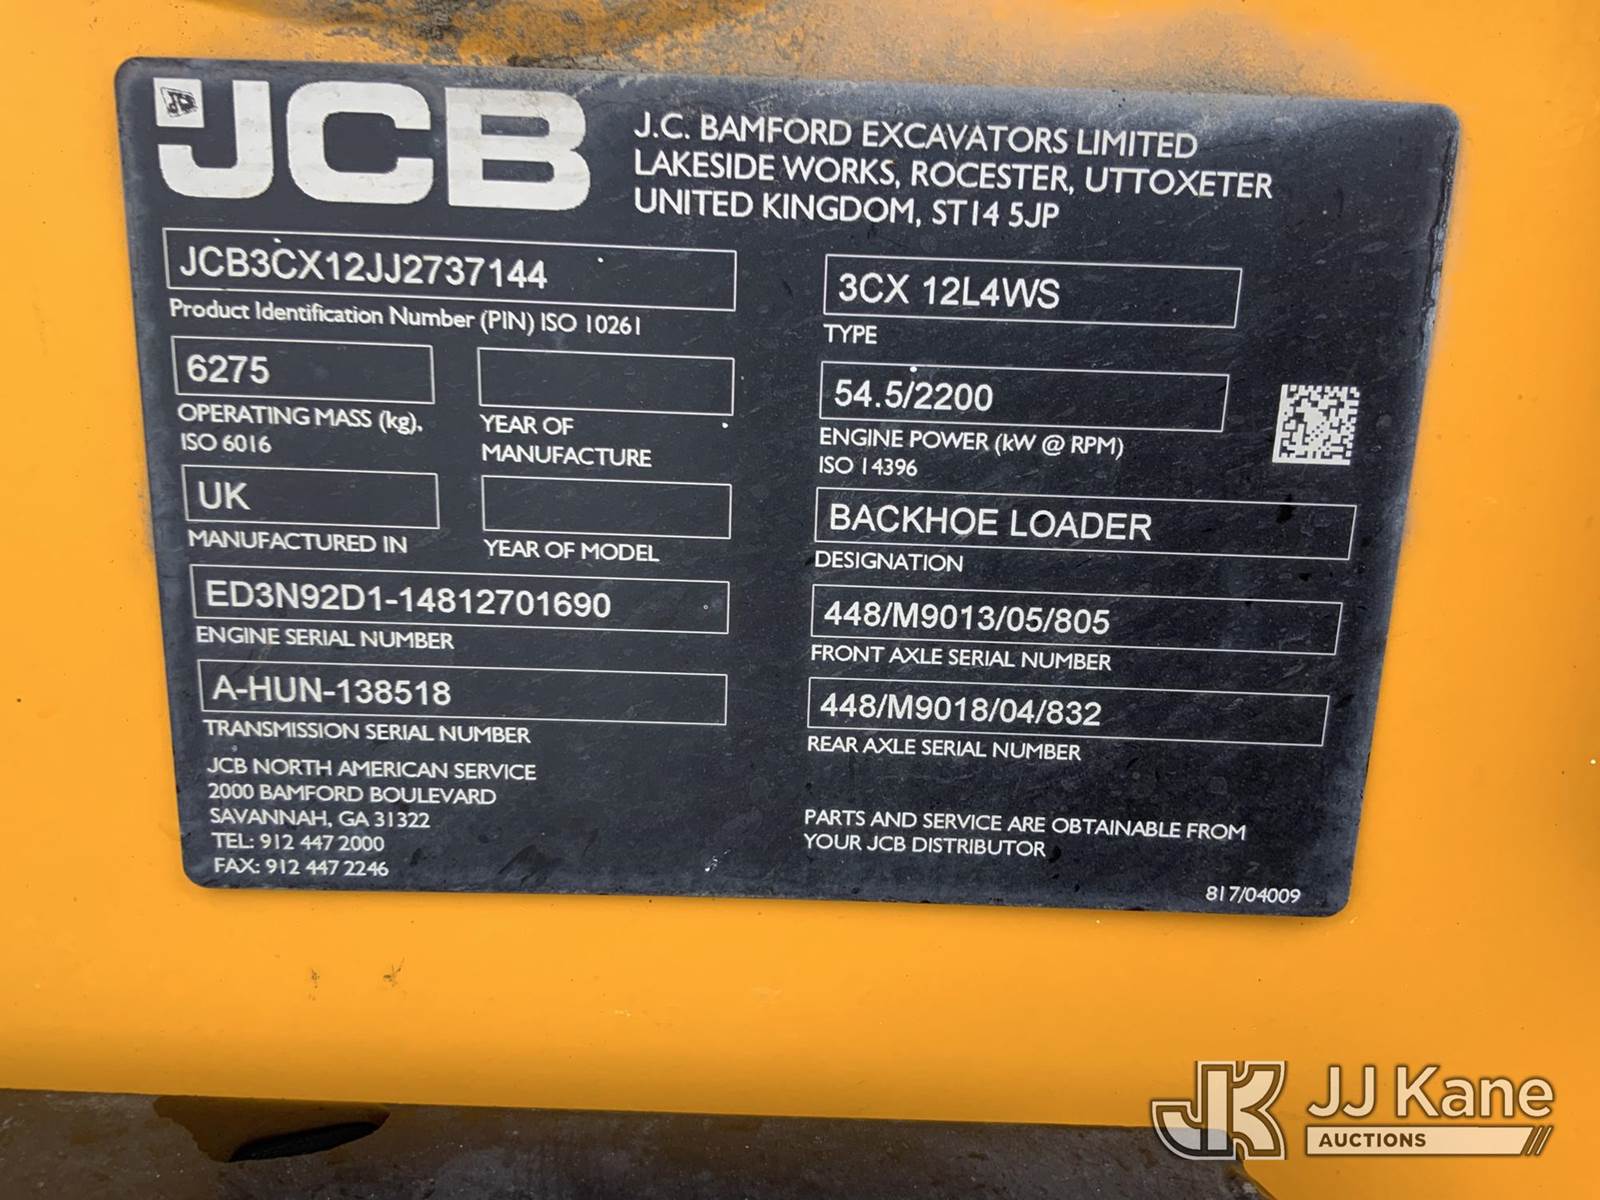 JCB
J.C. BAMFORD EXCAVATORS LIMITED
LAKESIDE WORKS, ROCESTER, UTTOXETER
UNITED KINGDOM, ST14 5JP
JCB3CX12JJ2737144
Product Identification Number (PIN) ISO 10261
6275
OPERATING MASS (kg),
ISO 6016
YEAR OF
MANUFACTURE
UK
MANUFACTURED IN
YEAR OF MODEL
ED3N92D1-14812701690
ENGINE SERIAL NUMBER
A-HUN-138518
TRANSMISSION SERIAL NUMBER
JCB NORTH AMERICAN SERVICE
2000 BAMFORD BOULEVARD
SAVANNAH, GA 31322
TEL: 912 447 2000
FAX: 912 447 2246
3CX 12L4WS
TYPE
54.5/2200
ENGINE POWER (kW @ RPM)
ISO 14396
BACKHOE LOADER
DESIGNATION
448/M9013/05/805
FRONT AXLE SERIAL NUMBER
448/M9018/04/832
REAR AXLE SERIAL NUMBER
PARTS AND SERVICE ARE OBTAINABLE FROM
YOUR JCB DISTRIBUTOR
817/04009
JK JJ Kane
AUCTIONS